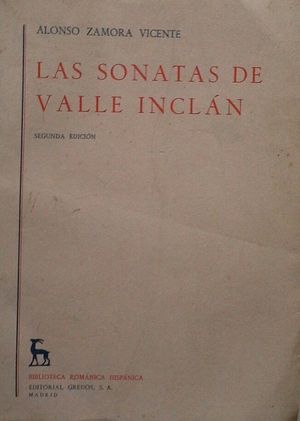 ALONSO ZAMORA VICENTE
LAS SONATAS DE
VALLE INCLÁN
SEGUNDA EDICIÓN
BIBLIOTECA ROMÁNICA HISPÁNICA
EDITORIAL GREDOS, S. A.
MADRID